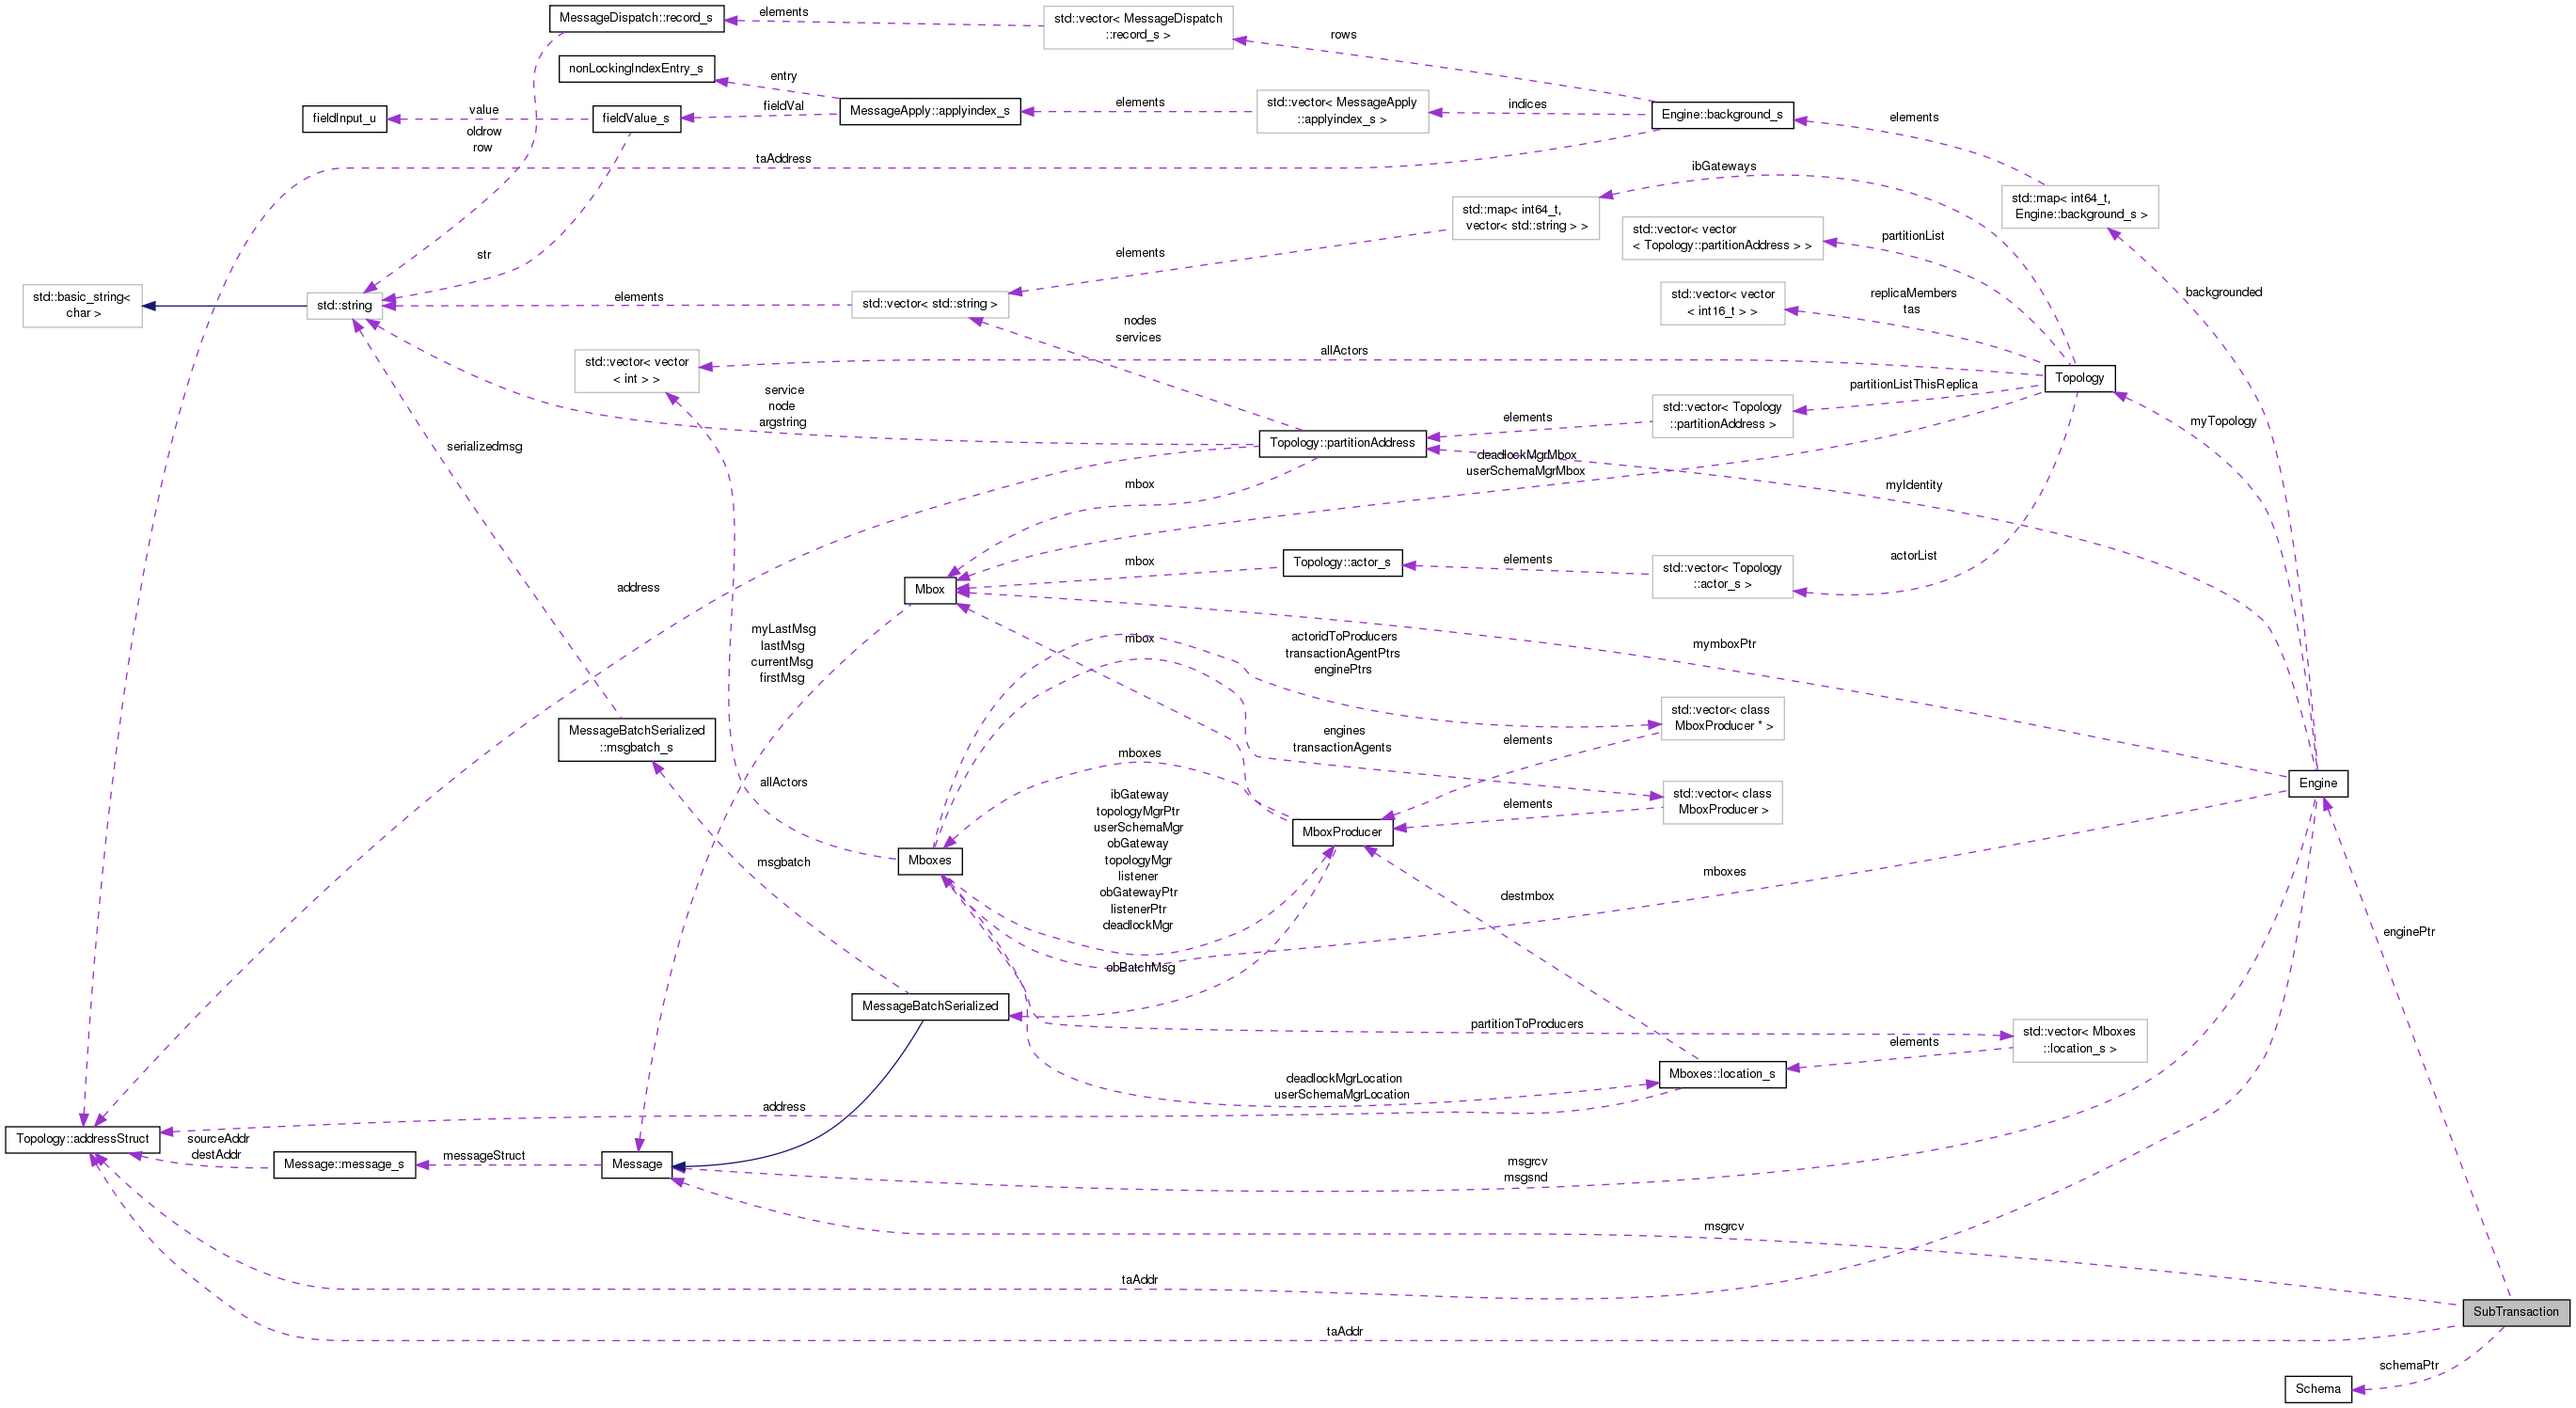 MessageDispatch::record_s
elements
std::vector< MessageDispatch
::record_s >
rows
nonLockingIndexEntry_s
entry
fieldInput_u
value
fieldValue_s
fieldVal
MessageApply::applyindex_s
elements
std::vector< MessageApply
::applyindex_s >
indices
Engine::background_s
elements
oldrow
row
taAddress
ibGateways
std::map< int64_t,
vector< std::string > >
std::map< int64_t,
Engine::background_s >
std::vector< vector
< Topology::partitionAddress > >
partitionList
str
elements
std::basic_string<
char >
std::string
elements
std::vector< std::string >
std::vector< vector
< int16_t > >
replicaMembers
tas
backgrounded
nodes
services
allActors
std::vector< vector
< int > >
Topology
service
node
argstring
partitionListThisReplica
std::vector< Topology
::partitionAddress >
elements
Topology::partitionAddress
myTopology
serializedmsg
deadlockMgrMbox
userSchemaMgrMbox
mbox
myIdentity
address
Mbox
mbox
Topology::actor_s
elements
std::vector< Topology
::actor_s >
actorList
myLastMsg
lastMsg
currentMsg
firstMsg
mbox
actoridToProducers
transactionAgentPtrs
enginePtrs
mymboxPtr
MessageBatchSerialized
::msgbatch_s
std::vector< class
MboxProducer * >
elements
engines
transactionAgents
mboxes
allActors
Engine
std::vector< class
MboxProducer >
elements
ibGateway
topologyMgrPtr
userSchemaMgr
obGateway
topologyMgr
listener
obGatewayPtr
listenerPtr
deadlockMgr
MboxProducer
Mboxes
msgbatch
mboxes
destmbox
enginePtr
obBatchMsg
MessageBatchSerialized
partitionToProducers
std::vector< Mboxes
::location_s >
elements
Mboxes::location_s
deadlockMgrLocation
userSchemaMgrLocation
address
Topology::addressStruct
sourceAddr
destAddr
Message::message_s
messageStruct
Message
msgrcv
msgsnd
msgrcv
taAddr
SubTransaction
taAddr
schemaPtr
Schema